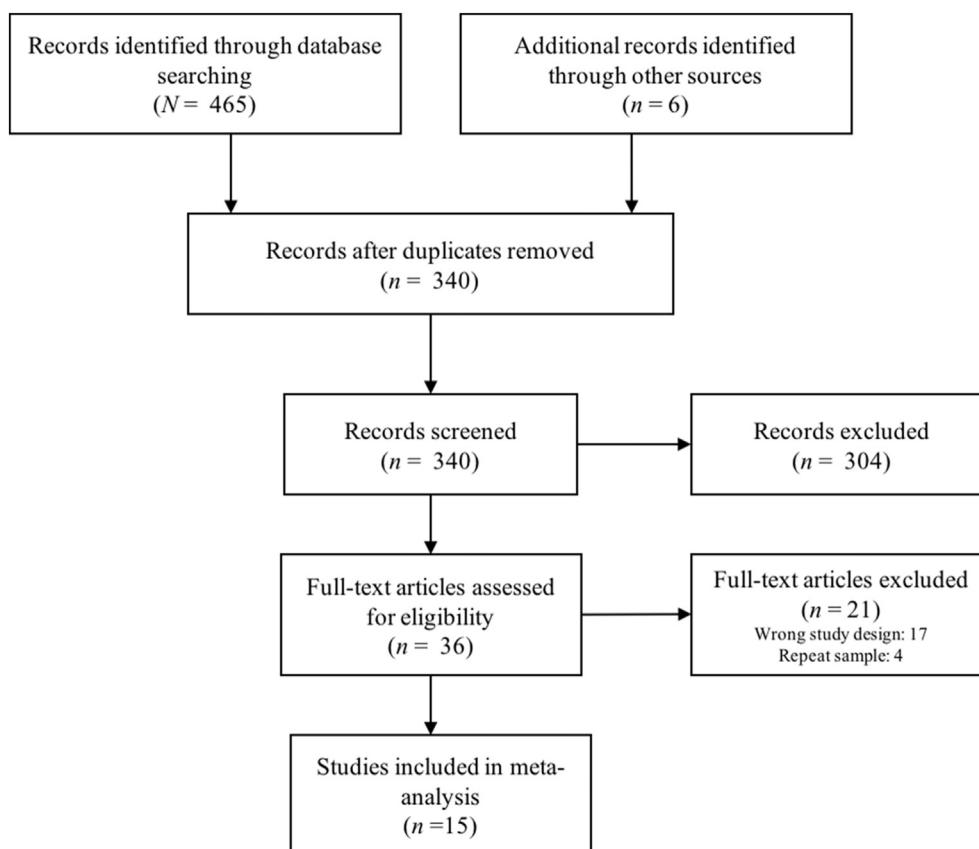 Records identified through database
searching
(N = 465)
Additional records identified
through other sources
(n = 6)
Records after duplicates removed
(n = 340)
Records screened
(n = 340)
Records excluded
(n = 304)
Full-text articles assessed
for eligibility
(n = 36)
Full-text articles excluded
(n = 21)
Wrong study design: 17
Repeat sample: 4
Studies included in meta-
analysis
(n =15)